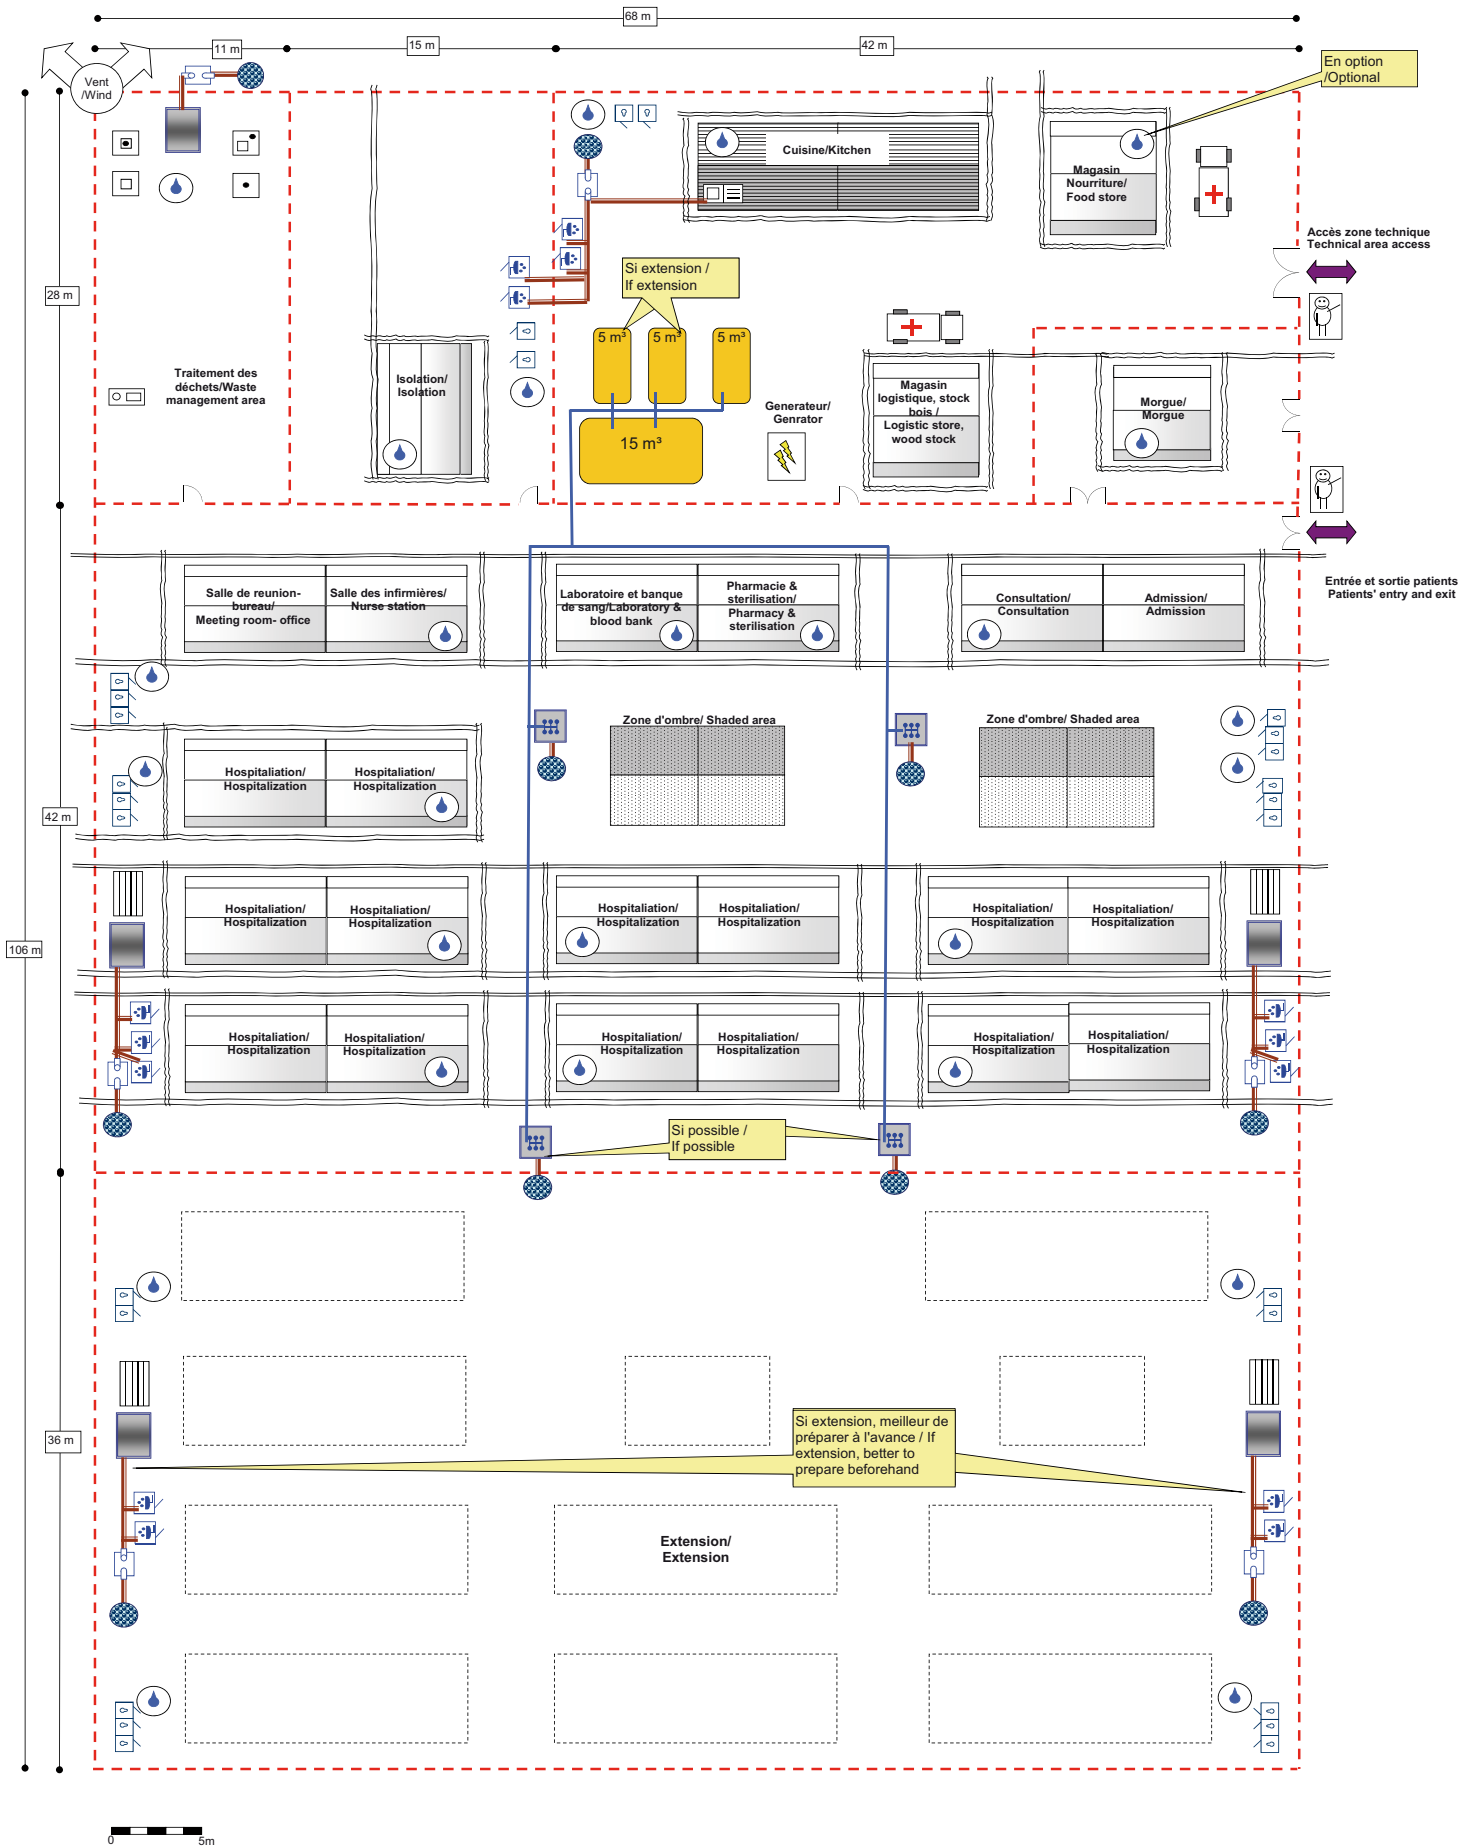 68 m
11 m
15 m
42 m
Vent
/Wind
En option
/Optional
Cuisine/Kitchen
Magasin
Nourriture/
Food store
Accès zone technique
Technical area access
Si extension /
If extension
28 m
5 m³
5 m³
5 m³
Traitement des
déchets/Waste
management area
Isolation/
Isolation
15 m³
Generateur/
Genrator
Magasin
logistique, stock
bois /
Logistic store,
wood stock
Morgue/
Morgue
Salle de reunion-
bureau/
Meeting room- office
Salle des infirmières/
Nurse station
Laboratoire et banque
de sang/Laboratory &
blood bank
Pharmacie &
sterilisation/
Pharmacy &
sterilisation
Consultation/
Consultation
Admission/
Admission
Entrée et sortie patients
Patients' entry and exit
Zone d'ombre/ Shaded area
Zone d'ombre/ Shaded area
42 m
Hospitaliation/
Hospitalization
Hospitaliation/
Hospitalization
106 m
Hospitaliation/
Hospitalization
Hospitaliation/
Hospitalization
Hospitaliation/
Hospitalization
Hospitaliation/
Hospitalization
Hospitaliation/
Hospitalization
Hospitaliation/
Hospitalization
Hospitaliation/
Hospitalization
Hospitaliation/
Hospitalization
Hospitaliation/
Hospitalization
Hospitaliation/
Hospitalization
Hospitaliation/
Hospitalization
Hospitaliation/
Hospitalization
Si possible /
If possible
36 m
Si extension, meilleur de
préparer à l'avance / If
extension, better to
prepare beforehand
Extension/
Extension
0 5m